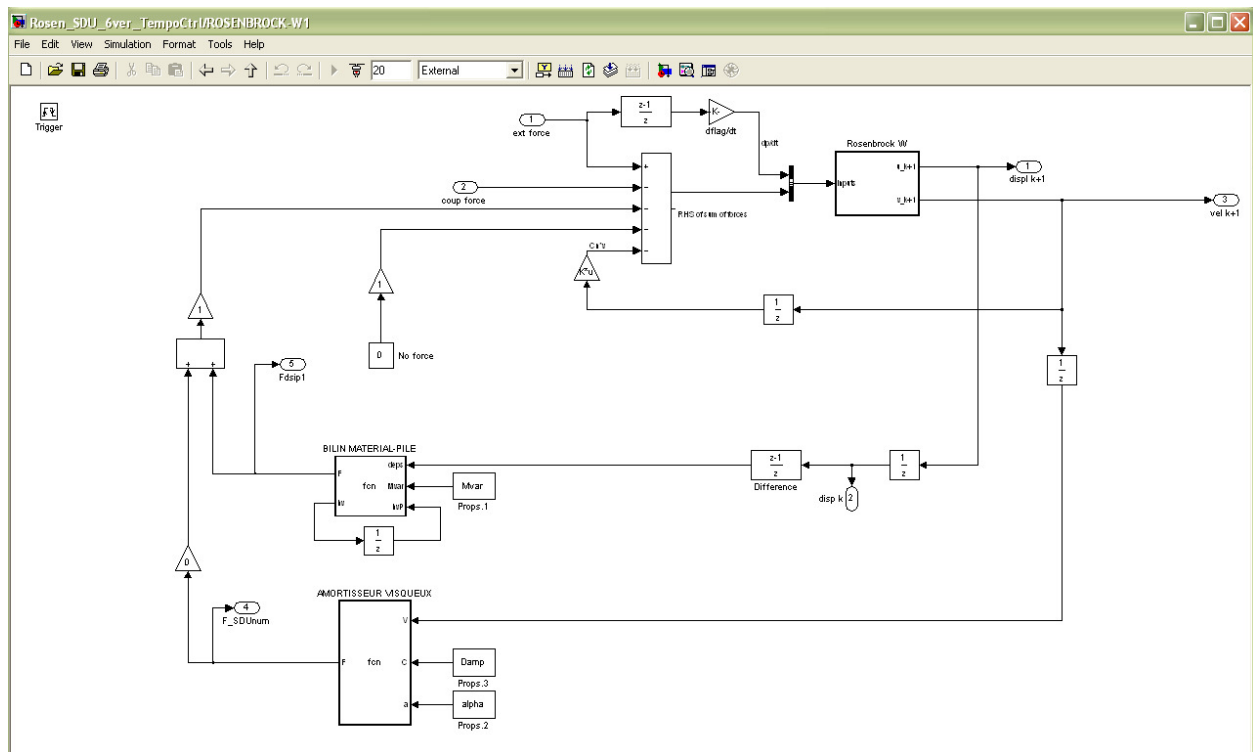 Rosen_SDU_6ver_TempoCtrl/ROSENBROCK-W1
File Edit View Simulation Format Tools Help
20 External
Trigger
1
ext force
z-1
z
K-
dflag/dt
Rosenbrock W
Inputs
u_k+1
v_k+1
1
displ k+1
3
vel k+1
2
coup force
RHS of sum of forces
K*u
1
z
1
1
0
No force
5
Fdsip1
1
z
BILIN MATERIAL-PILE
deps
F
fcn
Mvar
hv
hvP
Mvar
Props.1
1
z
z-1
z
Difference
1
z
disp k
2
0
4
F_SDUnum
AMORTISSEUR VISQUEUX
V
F
fcn
C
a
Damp
Props.3
alpha
Props.2